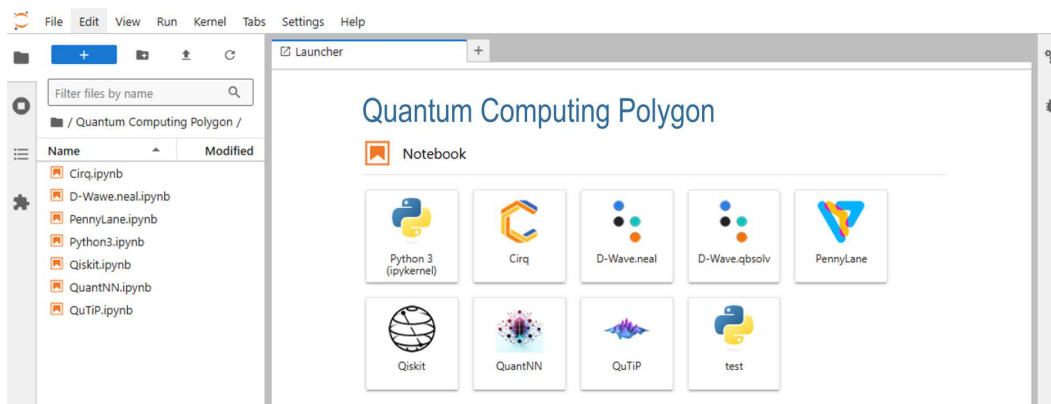 File Edit View Run Kernel Tabs Settings Help
+
Launcher
+
Filter files by name
/ Quantum Computing Polygon /
Name Modified
Cirq.ipynb
D-Wave.neal.ipynb
PennyLane.ipynb
Python3.ipynb
Qiskit.ipynb
QuantNN.ipynb
QuTiP.ipynb
Quantum Computing Polygon
Notebook
Python 3
(ipykernel)
Cirq
D-Wave.neal
D-Wave.qbsolv
PennyLane
Qiskit
QuantNN
QuTiP
test